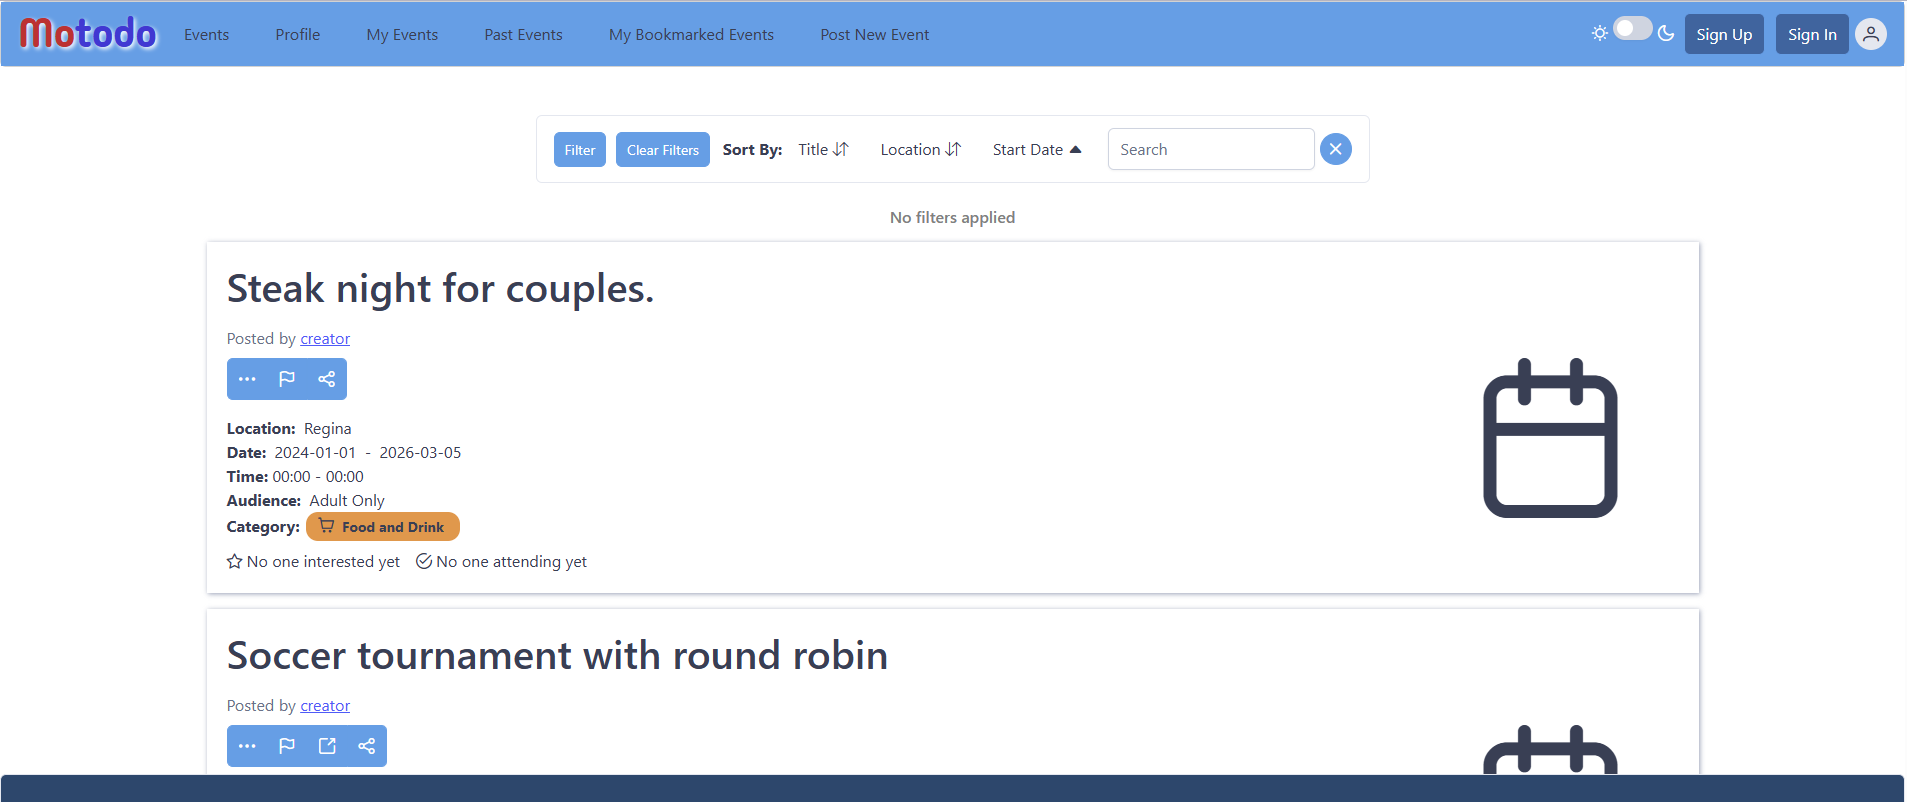 Motodo Events Profile My Events Past Events My Bookmarked Events Post New Event Sign Up Sign In
Filter Clear Filters Sort By: Title Location Start Date Search
No filters applied
Steak night for couples.
Posted by creator
Location: Regina
Date: 2024-01-01 - 2026-03-05
Time: 00:00 - 00:00
Audience: Adult Only
Category: Food and Drink
No one interested yet No one attending yet
Soccer tournament with round robin
Posted by creator